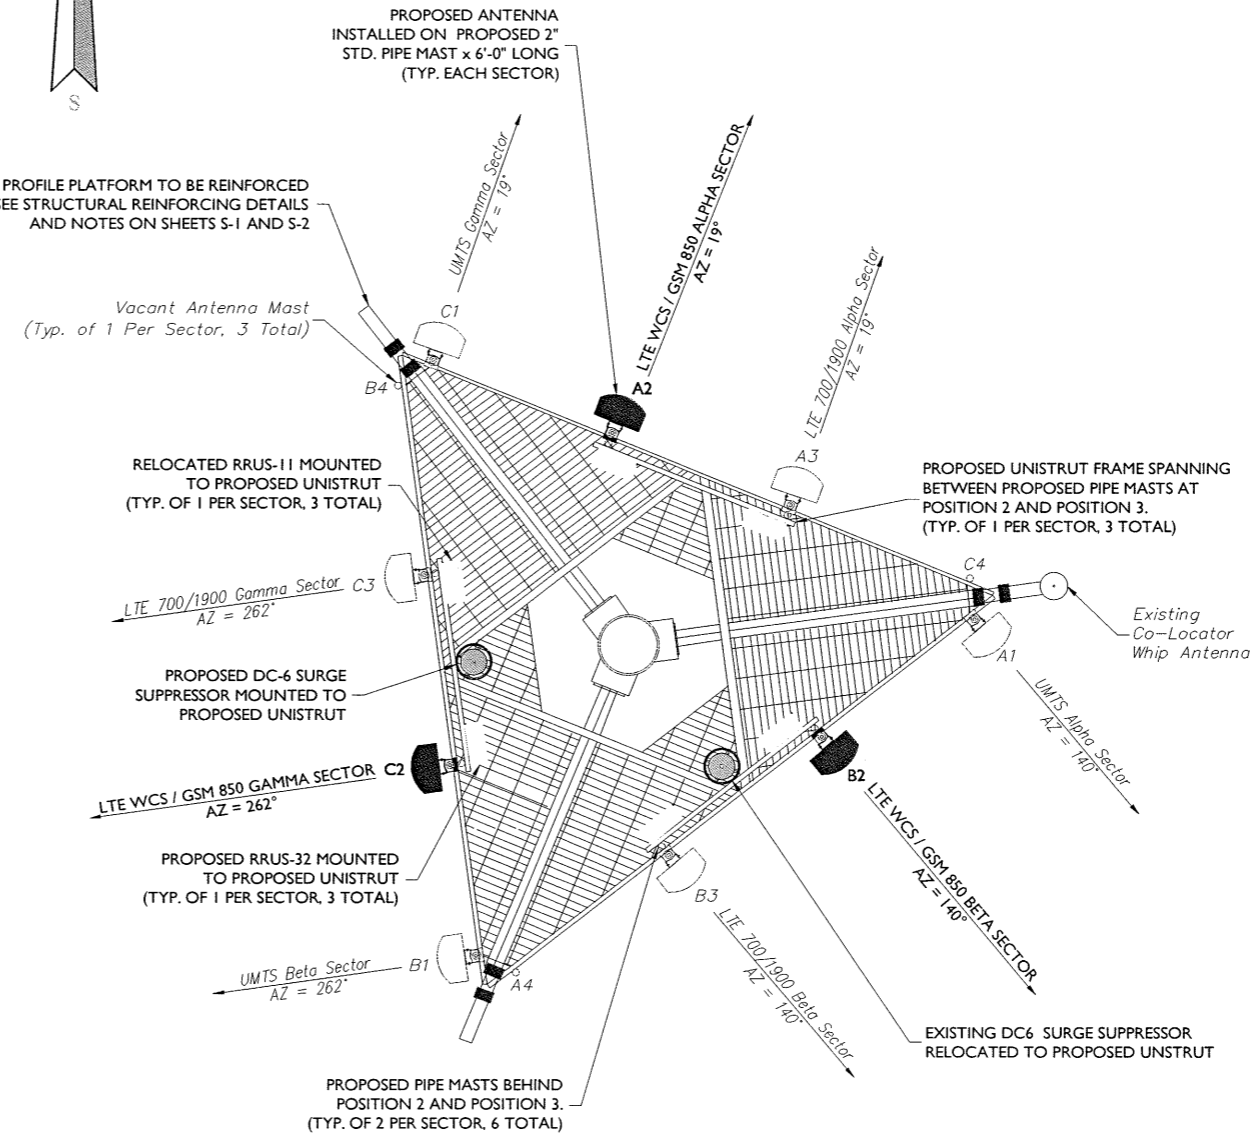 PROPOSED ANTENNA
INSTALLED ON PROPOSED 2"
STD. PIPE MAST x 6'-0" LONG
(TYP. EACH SECTOR)
S
PROFILE PLATFORM TO BE REINFORCED
SEE STRUCTURAL REINFORCING DETAILS
AND NOTES ON SHEETS S-1 AND S-2
UMTS Gamma Sector
AZ = 19°
LTE WCS / GSM 850 ALPHA SECTOR
AZ = 19°
LTE 700/1900 Alpha Sector
AZ = 19°
Vacant Antenna Mast
(Typ. of 1 Per Sector, 3 Total)
C1
B4
A2
A3
RELOCATED RRUS-11 MOUNTED
TO PROPOSED UNISTRUT
(TYP. OF 1 PER SECTOR, 3 TOTAL)
PROPOSED UNISTRUT FRAME SPANNING
BETWEEN PROPOSED PIPE MASTS AT
POSITION 2 AND POSITION 3.
(TYP. OF 1 PER SECTOR, 3 TOTAL)
C4
LTE 700/1900 Gamma Sector
AZ = 262°
C3
Existing
Co-Locator
Whip Antenna
A1
PROPOSED DC-6 SURGE
SUPPRESSOR MOUNTED TO
PROPOSED UNISTRUT
UMTS Alpha Sector
AZ = 140°
LTE WCS / GSM 850 GAMMA SECTOR
AZ = 262°
C2
B2
LTE WCS / GSM 850 BETA SECTOR
AZ = 140°
PROPOSED RRUS-32 MOUNTED
TO PROPOSED UNISTRUT
(TYP. OF 1 PER SECTOR, 3 TOTAL)
B3
LTE 700/1900 Beta Sector
AZ = 140°
UMTS Beta Sector
AZ = 262°
B1
A4
EXISTING DC6 SURGE SUPPRESSOR
RELOCATED TO PROPOSED UNSTRUT
PROPOSED PIPE MASTS BEHIND
POSITION 2 AND POSITION 3.
(TYP. OF 2 PER SECTOR, 6 TOTAL)